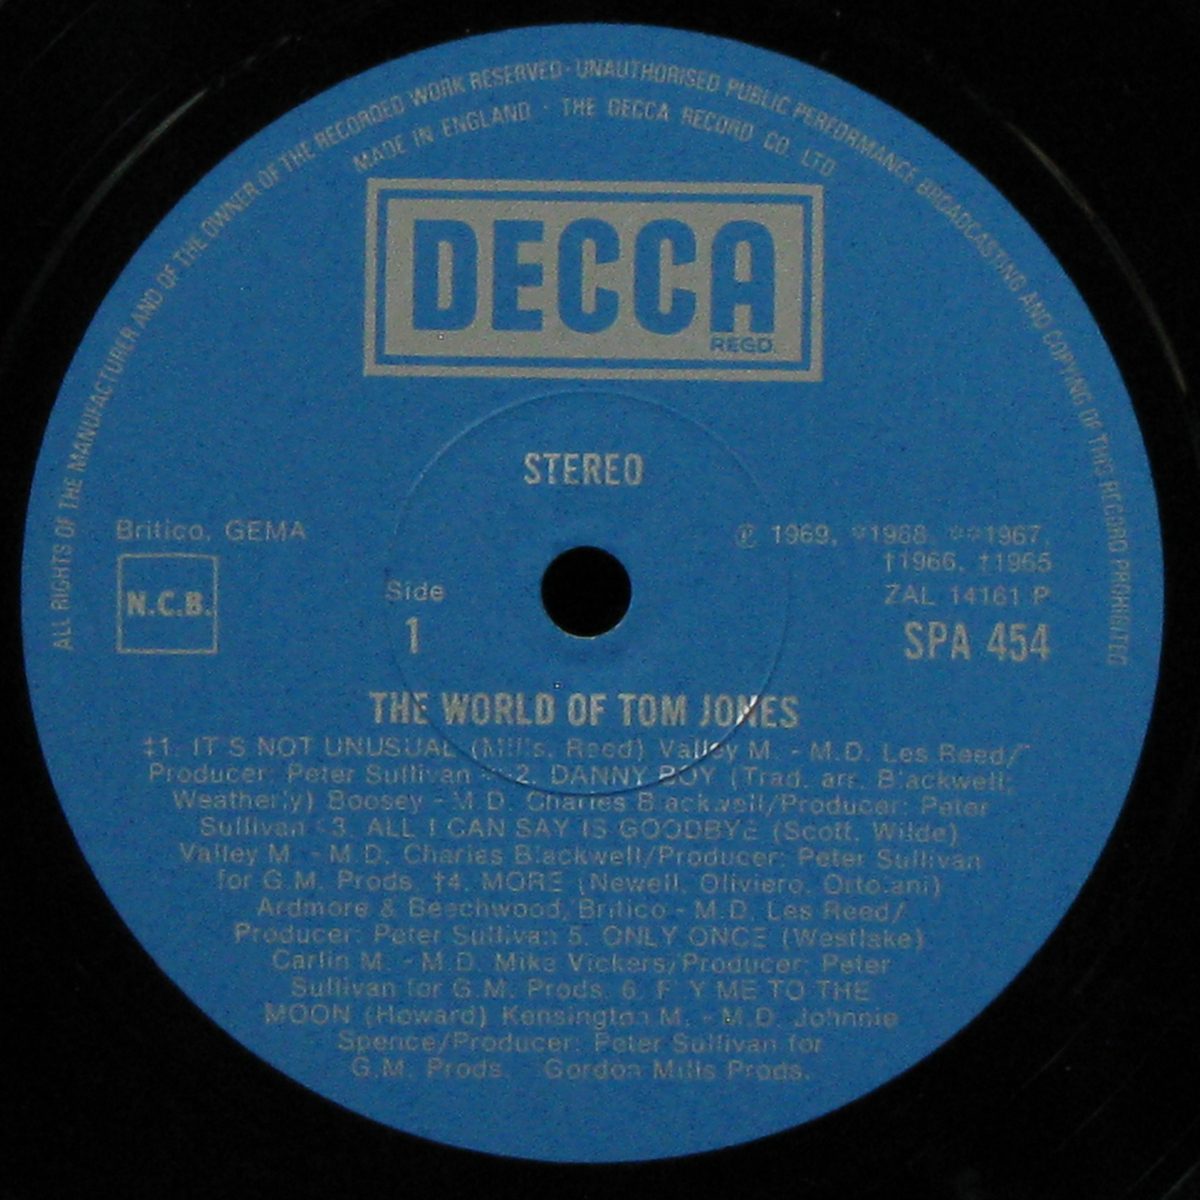 ALL RIGHTS OF THE MANUFACTURER AND OF THE OWNER OF THE RECORDED WORK RESERVED · UNAUTHORISED PUBLIC PERFORMANCE BROADCASTING AND COPYING OF THIS RECORD PROHIBITED
MADE IN ENGLAND · THE DECCA RECORD CO. LTD
DECCA
REGD.
STEREO
Britico, GEMA
N.C.B.
Side
1
℗ 1969, 1968, 1967,
†1966, ‡1965
ZAL 14161 P
SPA 454
THE WORLD OF TOM JONES
‡1. IT'S NOT UNUSUAL (Mills, Reed) Valley M. - M.D. Les Reed/
Producer: Peter Sullivan 2. DANNY BOY (Trad. arr. Blackwell;
Weatherly) Boosey - M.D. Charles Blackwell/Producer: Peter
Sullivan 3. ALL I CAN SAY IS GOODBYE (Scott, Wilde)
Valley M. - M.D. Charles Blackwell/Producer: Peter Sullivan
for G.M. Prods. †4. MORE (Newell, Oliviero, Ortolani)
Ardmore & Beechwood/Britico - M.D. Les Reed/
Producer: Peter Sullivan 5. ONLY ONCE (Westlake)
Carlin M. - M.D. Mike Vickers/Producer: Peter
Sullivan for G.M. Prods. 6. FLY ME TO THE
MOON (Howard) Kensington M. - M.D. Johnnie
Spence/Producer: Peter Sullivan for
G.M. Prods. Gordon Mills Prods.